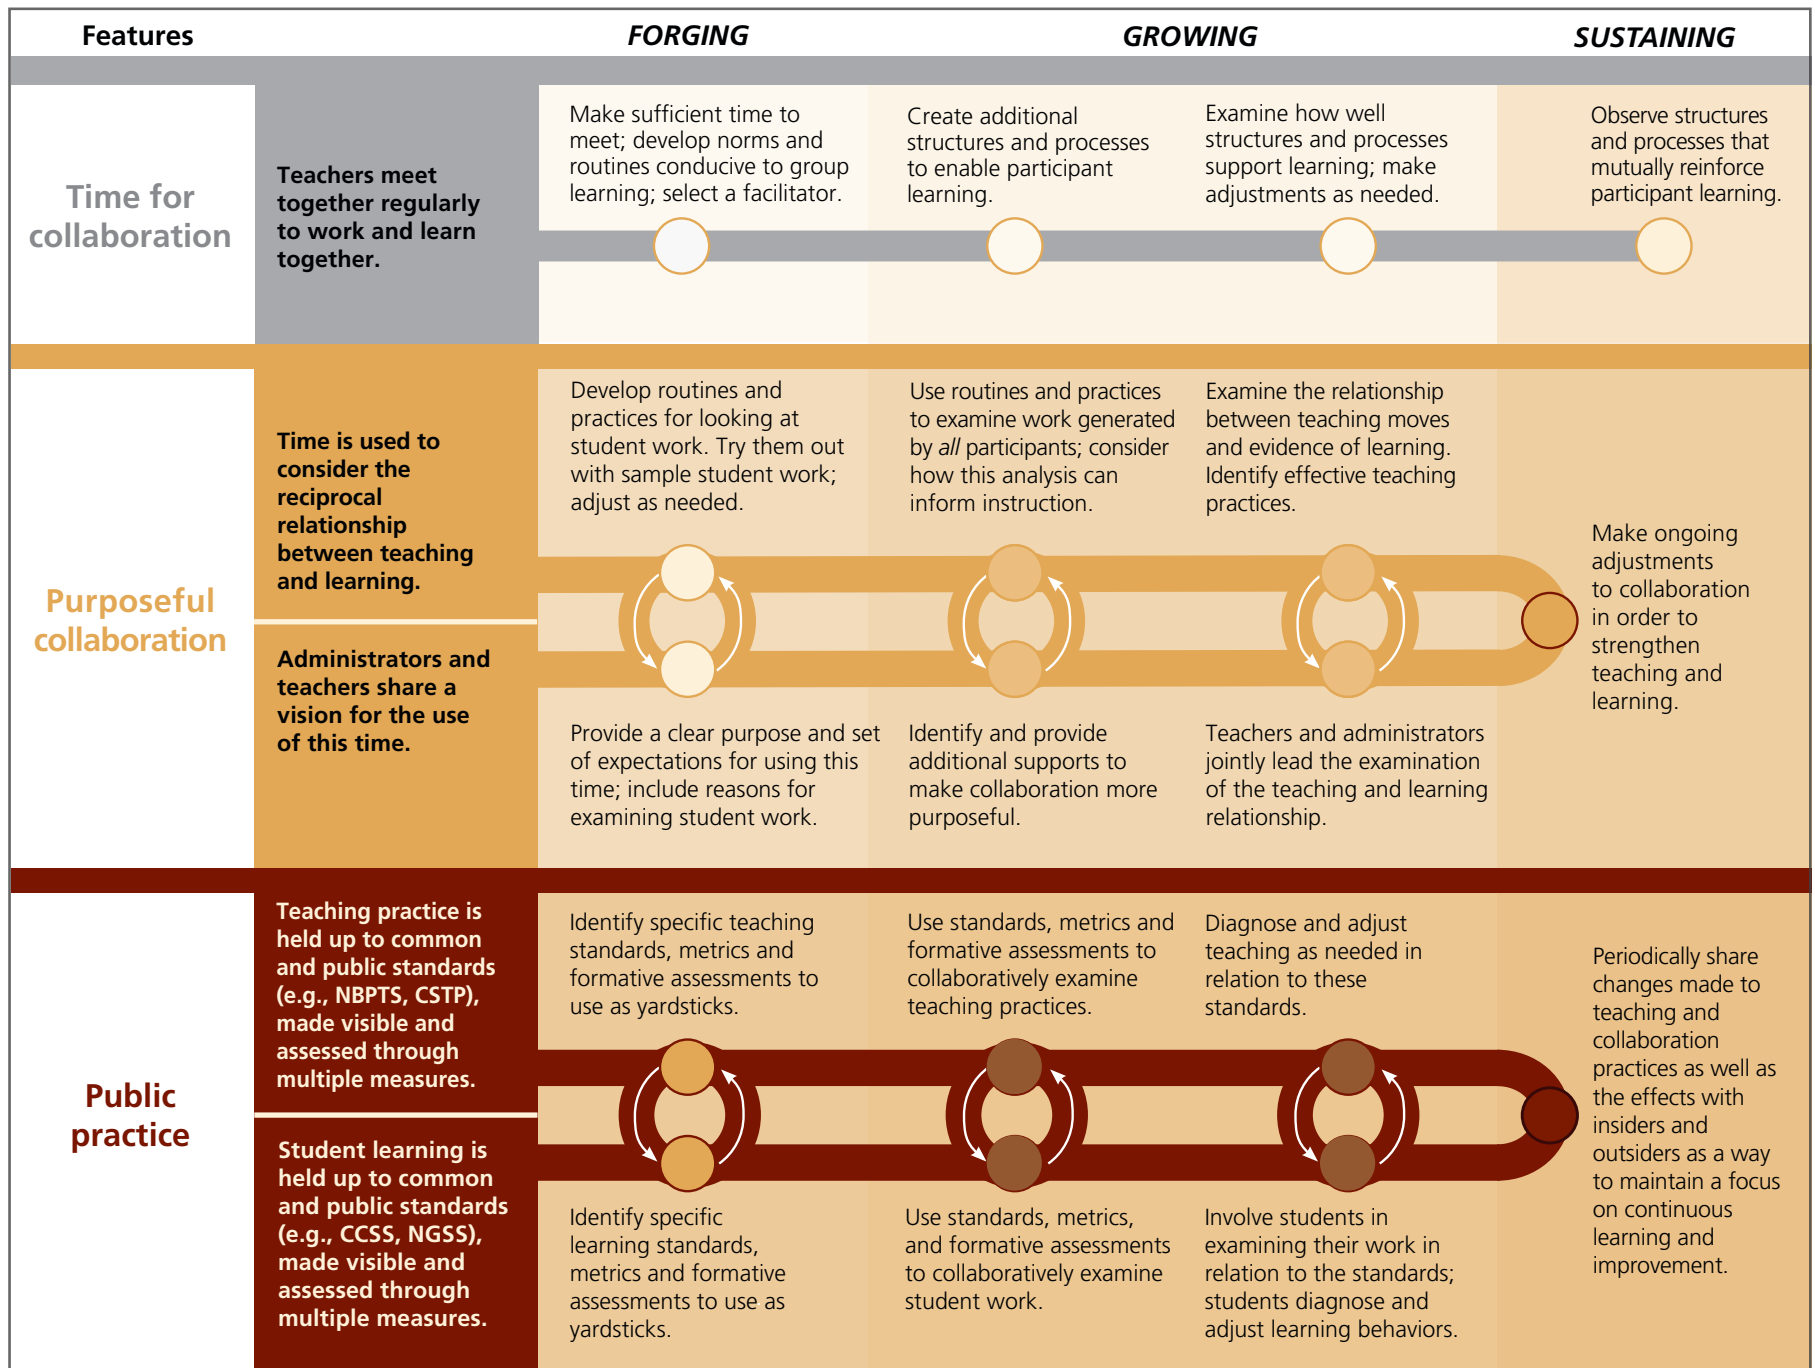 Features
FORGING
GROWING
SUSTAINING
Time for
collaboration
Teachers meet
together regularly
to work and learn
together.
Make sufficient time to
meet; develop norms and
routines conducive to group
learning; select a facilitator.
Create additional
structures and processes
to enable participant
learning.
Examine how well
structures and processes
support learning; make
adjustments as needed.
Observe structures
and processes that
mutually reinforce
participant learning.
Purposeful
collaboration
Time is used to
consider the
reciprocal
relationship
between teaching
and learning.
Develop routines and
practices for looking at
student work. Try them out
with sample student work;
adjust as needed.
Use routines and practices
to examine work generated
by all participants; consider
how this analysis can
inform instruction.
Examine the relationship
between teaching moves
and evidence of learning.
Identify effective teaching
practices.
Make ongoing
adjustments
to collaboration
in order to
strengthen
teaching and
learning.
Administrators and
teachers share a
vision for the use
of this time.
Provide a clear purpose and set
of expectations for using this
time; include reasons for
examining student work.
Identify and provide
additional supports to
make collaboration more
purposeful.
Teachers and administrators
jointly lead the examination
of the teaching and learning
relationship.
Public
practice
Teaching practice is
held up to common
and public standards
(e.g., NBPTS, CSTP),
made visible and
assessed through
multiple measures.
Identify specific teaching
standards, metrics and
formative assessments to
use as yardsticks.
Use standards, metrics and
formative assessments to
collaboratively examine
teaching practices.
Diagnose and adjust
teaching as needed in
relation to these
standards.
Periodically share
changes made to
teaching and
collaboration
practices as well as
the effects with
insiders and
outsiders as a way
to maintain a focus
on continuous
learning and
improvement.
Student learning is
held up to common
and public standards
(e.g., CCSS, NGSS),
made visible and
assessed through
multiple measures.
Identify specific
learning standards,
metrics and formative
assessments to use as
yardsticks.
Use standards, metrics,
and formative assessments
to collaboratively examine
student work.
Involve students in
examining their work in
relation to the standards;
students diagnose and
adjust learning behaviors.